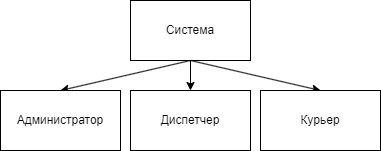 Система
Администратор
Диспетчер
Курьер